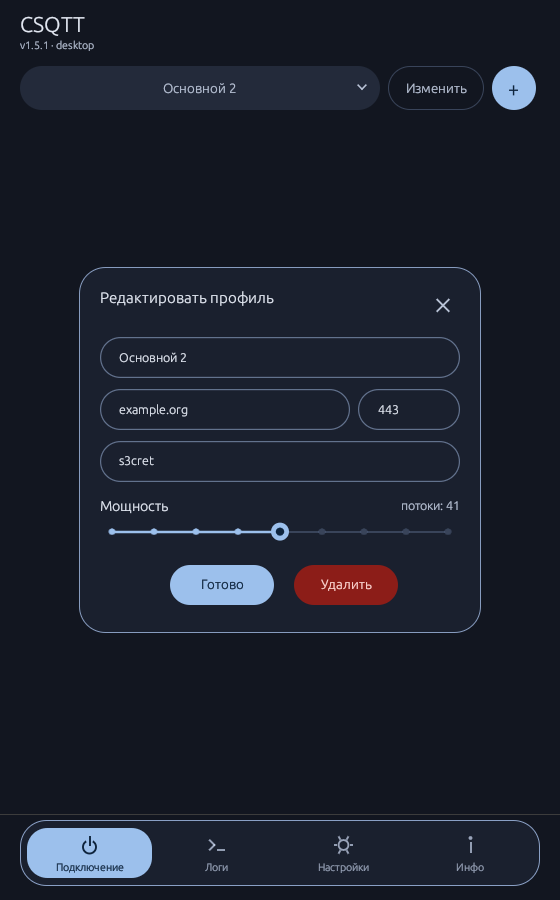 CSQTT
v1.5.1 · desktop
Основной 2
Изменить
+
Редактировать профиль
Основной 2
example.org
443
s3cret
Мощность
потоки: 41
Готово
Удалить
Подключение
Логи
Настройки
Инфо